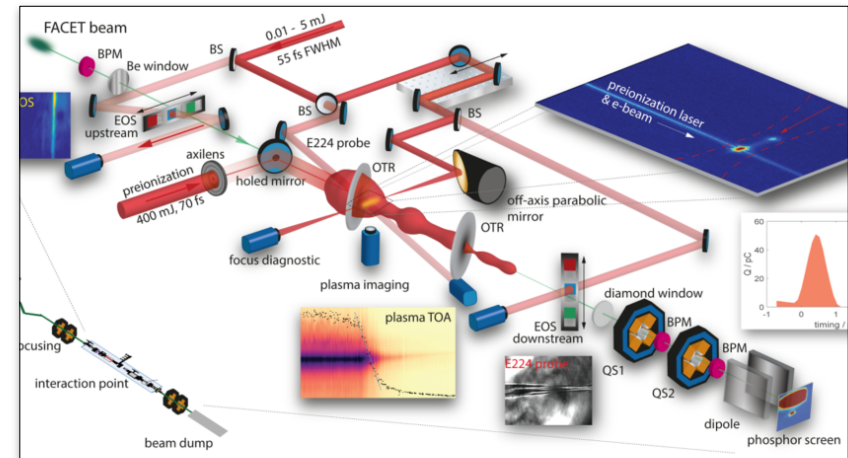 FACET beam
BPM
Be window
BS
0.01 - 5 mJ
55 fs FWHM
OS
EOS
upstream
BS
E224 probe
BS
preionization laser
& e-beam
axilens
preionization
400 mJ, 70 fs
holed mirror
OTR
off-axis parabolic
mirror
focus diagnostic
plasma imaging
OTR
Q / pC
60
40
20
0
-1
0
1
timing /
diamond window
EOS
downstream
BPM
QS1
BPM
QS2
dipole
phosphor screen
plasma TOA
E224 probe
ocusing
interaction point
beam dump